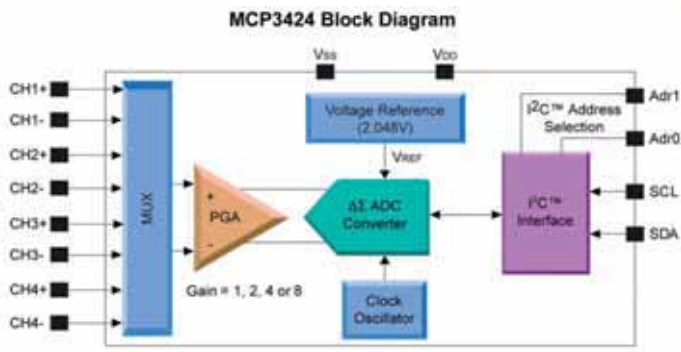 MCP3424 Block Diagram
VSS
VDD
CH1+
CH1-
CH2+
CH2-
CH3+
CH3-
CH4+
CH4-
MUX
+
PGA
-
Gain = 1, 2, 4 or 8
Voltage Reference
(2.048V)
VREF
ΔΣ ADC
Converter
Clock
Oscillator
I²C™ Address
Selection
I²C™
Interface
Adr1
Adr0
SCL
SDA